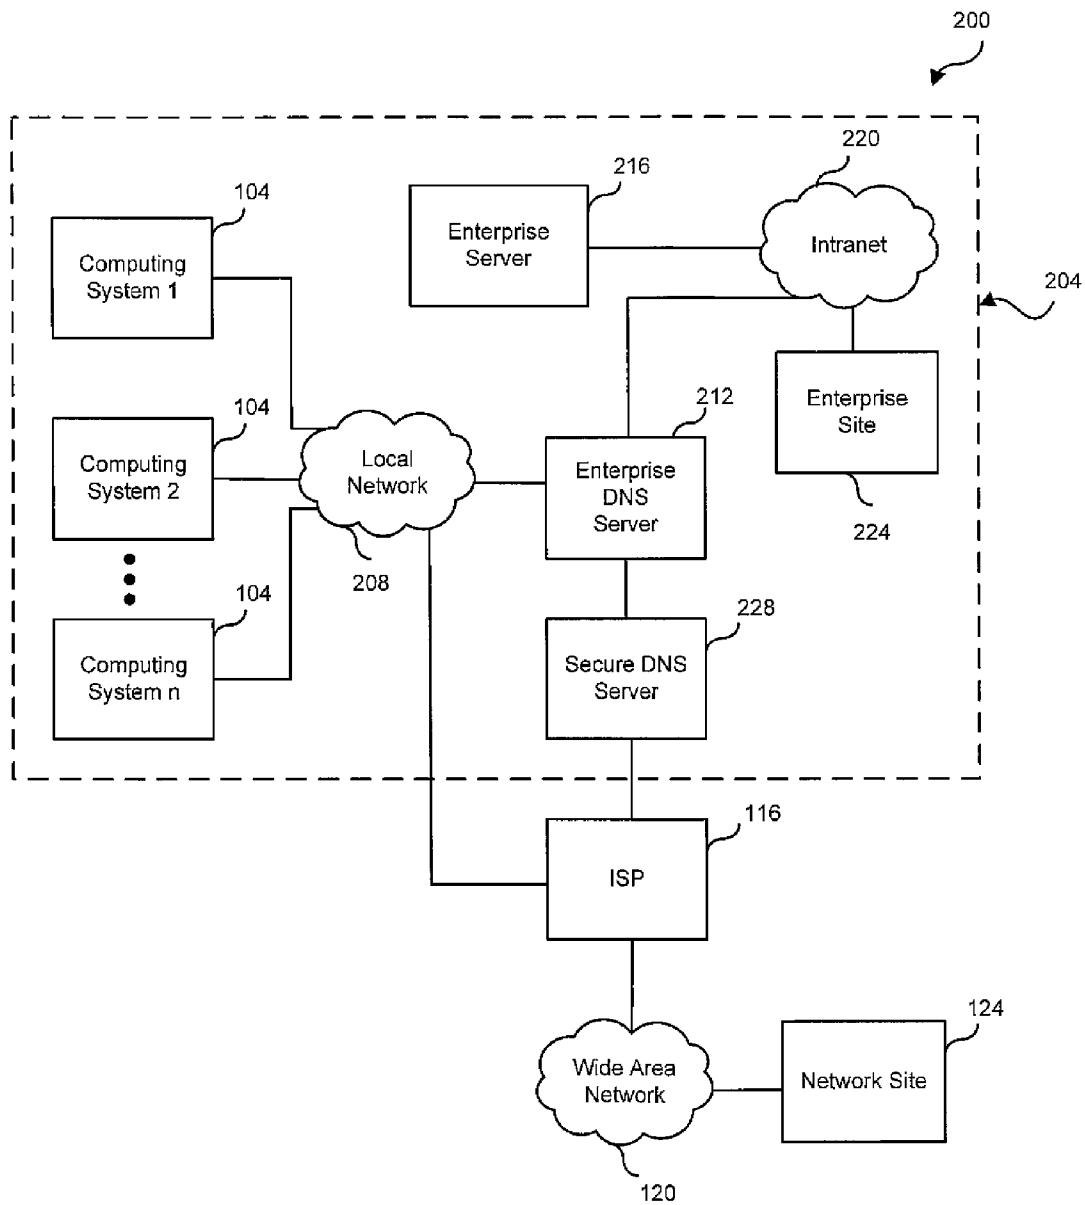 200
220
216
104
Enterprise
Server
Intranet
Computing
System 1
204
212
Enterprise
Site
104
Local
Network
Computing
System 2
Enterprise
DNS
Server
224
208
104
228
Computing
System n
Secure DNS
Server
116
ISP
124
Wide Area
Network
Network Site
120